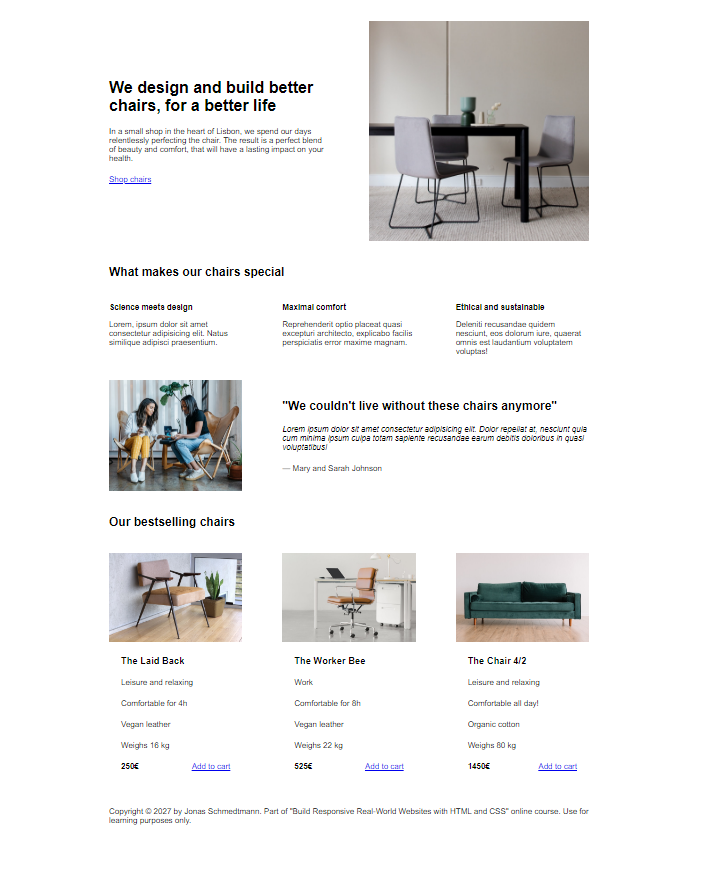 We design and build better
chairs, for a better life
In a small shop in the heart of Lisbon, we spend our days
relentlessly perfecting the chair. The result is a perfect blend
of beauty and comfort, that will have a lasting impact on your
health.
Shop chairs
What makes our chairs special
Science meets design
Lorem, ipsum dolor sit amet
consectetur adipisicing elit. Natus
similique adipisci praesentium.
Maximal comfort
Reprehenderit optio placeat quasi
excepturi architecto, explicabo facilis
perspiciatis error maxime magnam.
Ethical and sustainable
Deleniti recusandae quidem
nesciunt, eos dolorum iure, quaerat
omnis est laudantium voluptatem
voluptas!
"We couldn't live without these chairs anymore"
Lorem ipsum dolor sit amet consectetur adipisicing elit. Dolor repellat at, nesciunt quia
cum minima ipsum culpa totam sapiente recusandae earum debitis doloribus in quasi
voluptatibus!
— Mary and Sarah Johnson
Our bestselling chairs
The Laid Back
Leisure and relaxing
Comfortable for 4h
Vegan leather
Weighs 16 kg
250€ Add to cart
The Worker Bee
Work
Comfortable for 8h
Vegan leather
Weighs 22 kg
525€ Add to cart
The Chair 4/2
Leisure and relaxing
Comfortable all day!
Organic cotton
Weighs 80 kg
1450€ Add to cart
Copyright © 2027 by Jonas Schmedtmann. Part of "Build Responsive Real-World Websites with HTML and CSS" online course. Use for
learning purposes only.